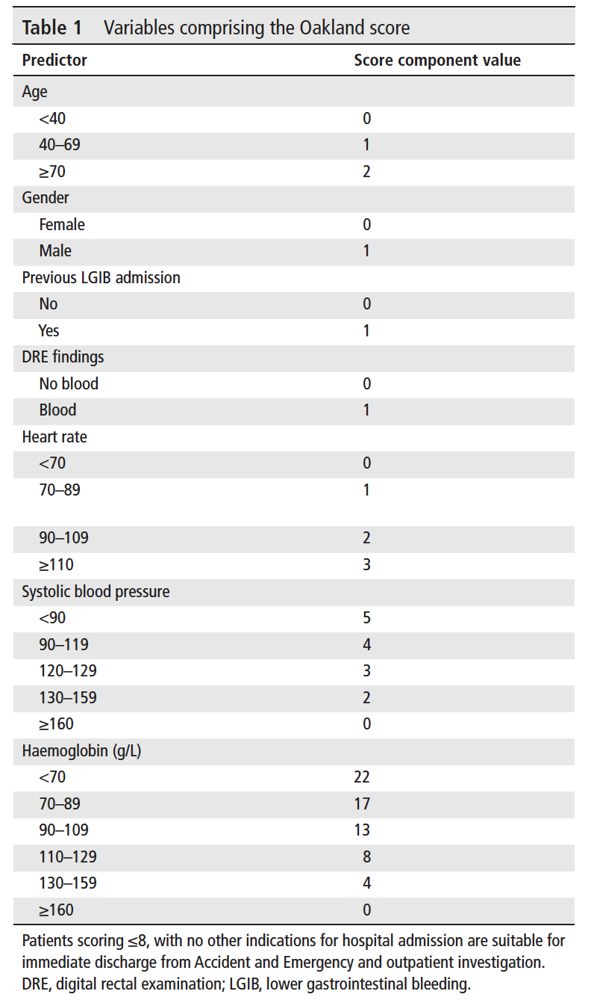 Table 1 Variables comprising the Oakland score
Predictor Score component value
Age
<40 0
40–69 1
≥70 2
Gender
Female 0
Male 1
Previous LGIB admission
No 0
Yes 1
DRE findings
No blood 0
Blood 1
Heart rate
<70 0
70–89 1
90–109 2
≥110 3
Systolic blood pressure
<90 5
90–119 4
120–129 3
130–159 2
≥160 0
Haemoglobin (g/L)
<70 22
70–89 17
90–109 13
110–129 8
130–159 4
≥160 0
Patients scoring ≤8, with no other indications for hospital admission are suitable for
immediate discharge from Accident and Emergency and outpatient investigation.
DRE, digital rectal examination; LGIB, lower gastrointestinal bleeding.